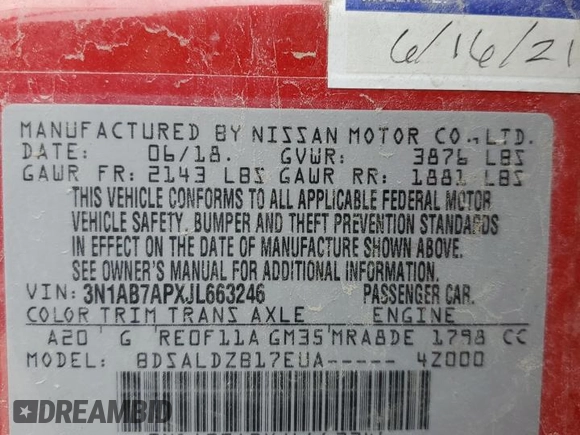 6/16/21
MANUFACTURED BY NISSAN MOTOR CO., LTD.
DATE: 06/18. GVWR: 3876 LBS
GAWR FR: 2143 LBS GAWR RR: 1881 LBS
THIS VEHICLE CONFORMS TO ALL APPLICABLE FEDERAL MOTOR
VEHICLE SAFETY, BUMPER AND THEFT PREVENTION STANDARDS
IN EFFECT ON THE DATE OF MANUFACTURE SHOWN ABOVE.
SEE OWNER'S MANUAL FOR ADDITIONAL INFORMATION.
VIN: 3N1AB7APXJL663246 PASSENGER CAR.
COLOR TRIM TRANS AXLE ENGINE
A20 G RE0F11A GM35 MRA8DE 1798 CC
MODEL: BDSALDZB17EUA----- 4Z000
DREAMBID